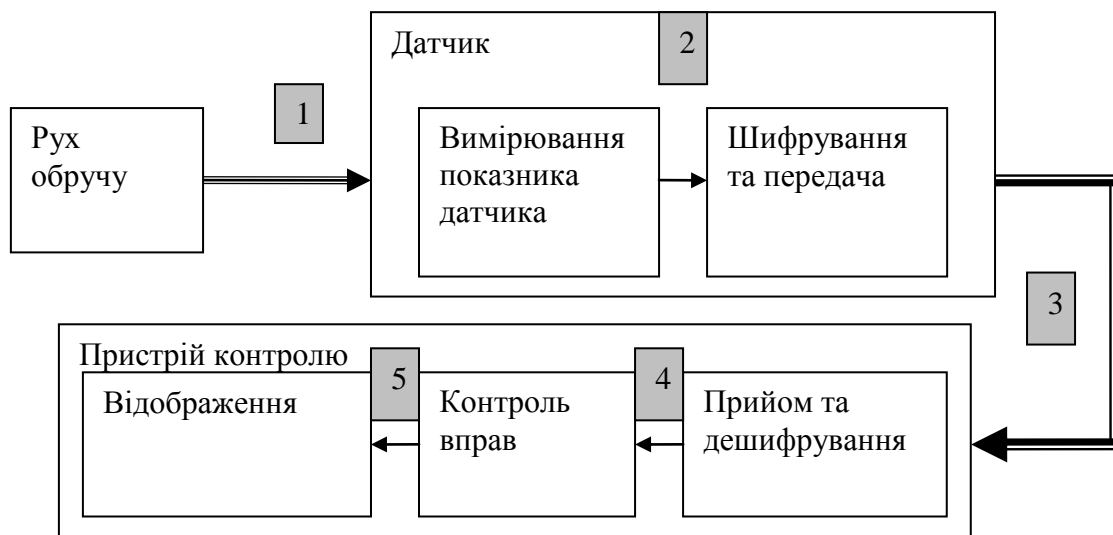 Датчик
2
1
Рух
обручу
Вимірювання
показника
датчика
Шифрування
та передача
3
Пристрій контролю
5
4
Відображення
Контроль
вправ
Прийом та
дешифрування